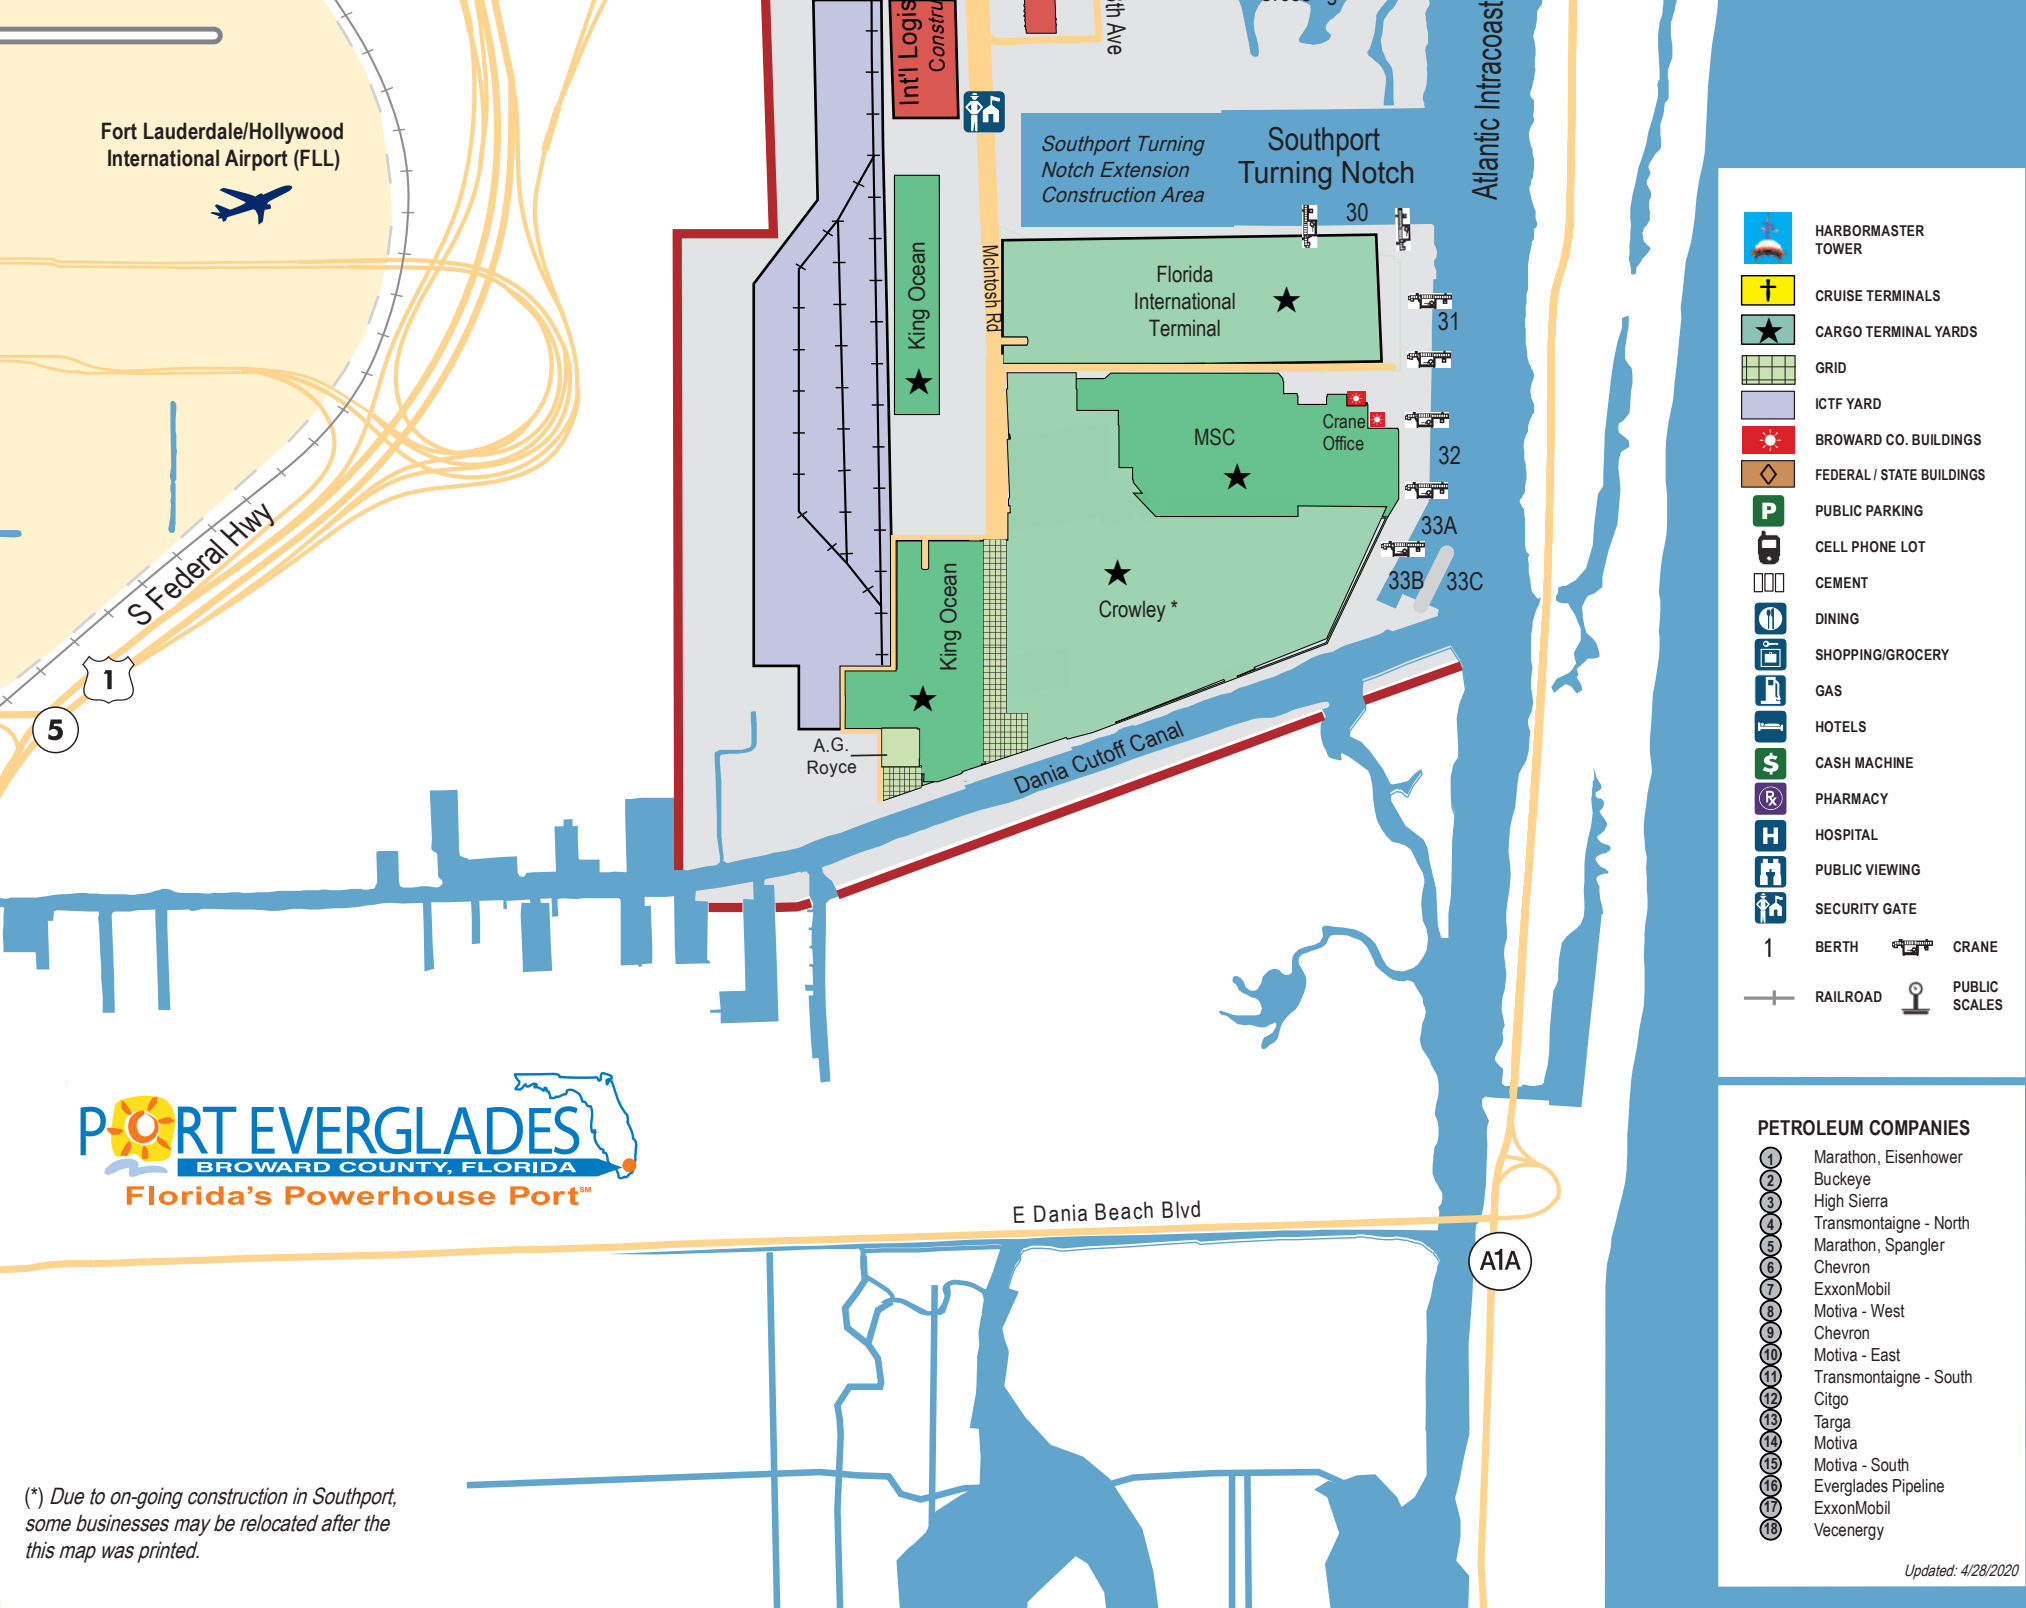 Int'l Logis
Constru
8th Ave
Atlantic Intracoast
Fort Lauderdale/Hollywood
International Airport (FLL)
Southport Turning
Notch Extension
Construction Area
Southport
Turning Notch
30
King Ocean
McIntosh Rd
Florida
International
Terminal
31
MSC
Crane
Office
32
33A
33B
33C
Crowley *
King Ocean
S Federal Hwy
1
5
A.G.
Royce
Dania Cutoff Canal
PORT EVERGLADES
BROWARD COUNTY, FLORIDA
Florida's Powerhouse Port℠
E Dania Beach Blvd
A1A
(*) Due to on-going construction in Southport,
some businesses may be relocated after the
this map was printed.
HARBORMASTER
TOWER
CRUISE TERMINALS
CARGO TERMINAL YARDS
GRID
ICTF YARD
BROWARD CO. BUILDINGS
FEDERAL / STATE BUILDINGS
P PUBLIC PARKING
CELL PHONE LOT
CEMENT
DINING
SHOPPING/GROCERY
GAS
HOTELS
$ CASH MACHINE
Rx PHARMACY
H HOSPITAL
PUBLIC VIEWING
SECURITY GATE
1 BERTH CRANE
RAILROAD PUBLIC
SCALES
PETROLEUM COMPANIES
1 Marathon, Eisenhower
2 Buckeye
3 High Sierra
4 Transmontaigne - North
5 Marathon, Spangler
6 Chevron
7 ExxonMobil
8 Motiva - West
9 Chevron
10 Motiva - East
11 Transmontaigne - South
12 Citgo
13 Targa
14 Motiva
15 Motiva - South
16 Everglades Pipeline
17 ExxonMobil
18 Vecenergy
Updated: 4/28/2020